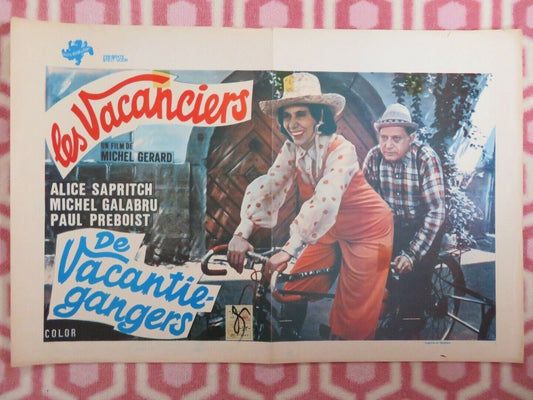 les Vacanciers
UN FILM DE
MICHEL GERARD
ALICE SAPRITCH
MICHEL GALABRU
PAUL PREBOIST
De
Vacantie-
gangers
COLOR